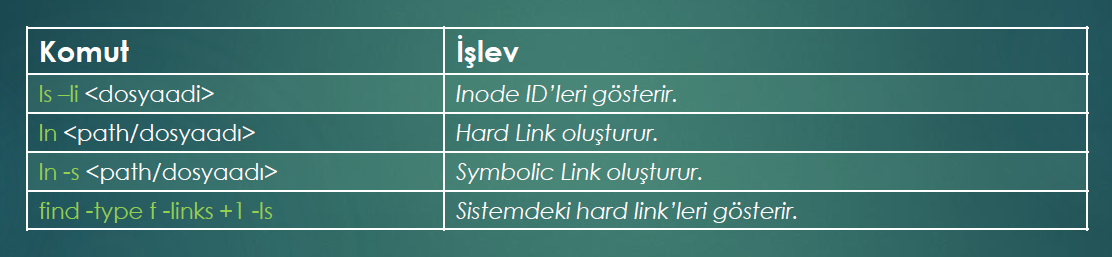 Komut İşlev
ls –li <dosyaadi> Inode ID’leri gösterir.
ln <path/dosyaadı> Hard Link oluşturur.
ln -s <path/dosyaadı> Symbolic Link oluşturur.
find -type f -links +1 -ls Sistemdeki hard link’leri gösterir.